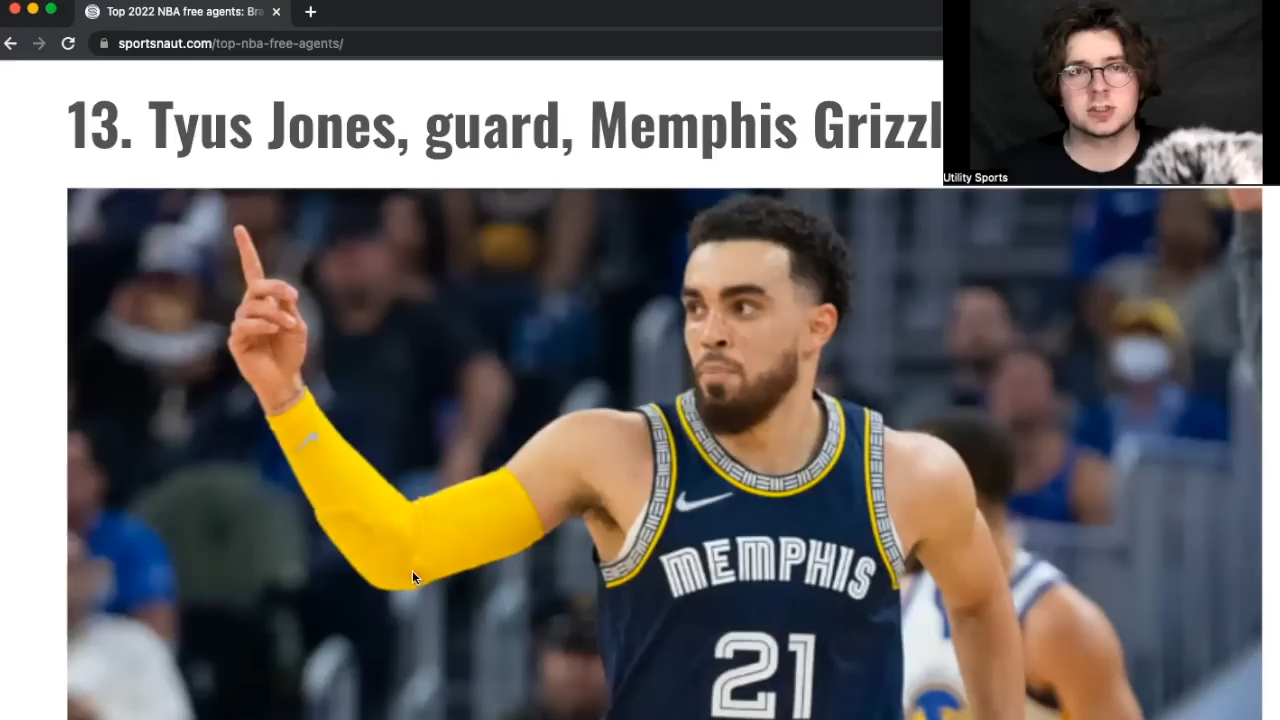 Top 2022 NBA free agents: Bra
sportsnaut.com/top-nba-free-agents/
13. Tyus Jones, guard, Memphis Grizzl
Utility Sports
MEMPHIS
21